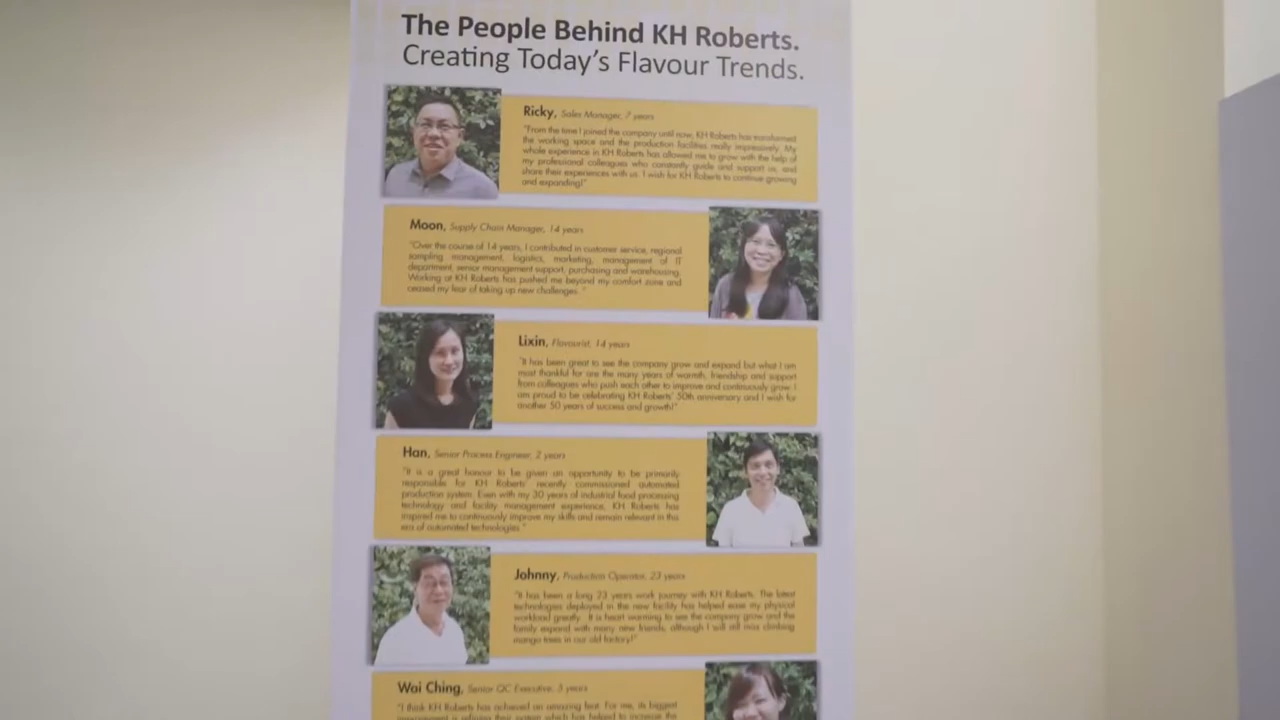 The People Behind KH Roberts.
Creating Today's Flavour Trends.
Ricky, Sales Manager, 7 years
"From the time I joined the company until now, KH Roberts has transformed
the working space and the production facilities really impressively. My
whole experience in KH Roberts has allowed me to grow with the help of
my professional colleagues who constantly guide and support us, and
share their experiences with us. I wish for KH Roberts to continue growing
and expanding!"
Moon, Supply Chain Manager, 14 years
"Over the course of 14 years, I contributed in customer service, regional
sampling management, logistics, marketing, management of IT
department, senior management support, purchasing and warehousing.
Working at KH Roberts has pushed me beyond my comfort zone and
ceased my fear of taking up new challenges. "
Lixin, Flavourist, 14 years
"It has been great to see the company grow and expand but what I am
most thankful for are the many years of warmth, friendship and support
from colleagues who push each other to improve and continuously grow. I
am proud to be celebrating KH Roberts' 50th anniversary and I wish for
another 50 years of success and growth!"
Han, Senior Process Engineer, 2 years
"It is a great honour to be given an opportunity to be primarily
responsible for KH Roberts' recently commissioned automated
production system. Even with my 30 years of industrial food processing
technology and facility management experience, KH Roberts has
inspired me to continuously improve my skills and remain relevant in this
era of automated technologies."
Johnny, Production Operator, 23 years
"It has been a long 23 years work journey with KH Roberts. The latest
technologies deployed in the new facility has helped ease my physical
workload greatly. It is heart warming to see the company grow and the
family expand with many new friends, although I will still miss climbing
mango trees in our old factory!"
Wai Ching, Senior QC Executive, 5 years
"I think KH Roberts has achieved an amazing feat. For me, its biggest
improvement is refining their system which has helped to increase the